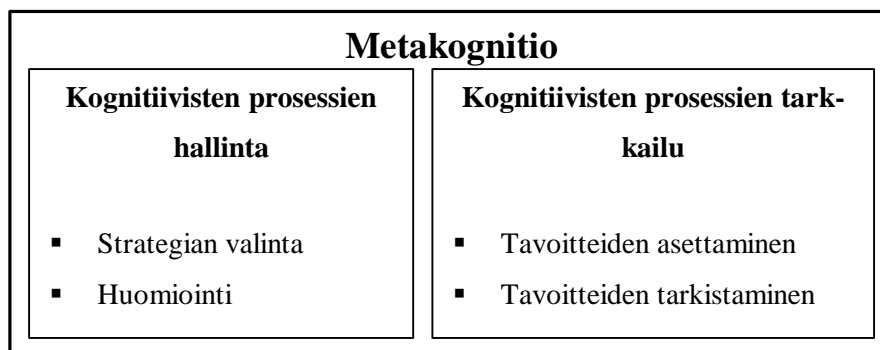 Metakognitio
Kognitiivisten prosessien
hallinta
▪ Strategian valinta
▪ Huomiointi
Kognitiivisten prosessien tark-
kailu
▪ Tavoitteiden asettaminen
▪ Tavoitteiden tarkistaminen